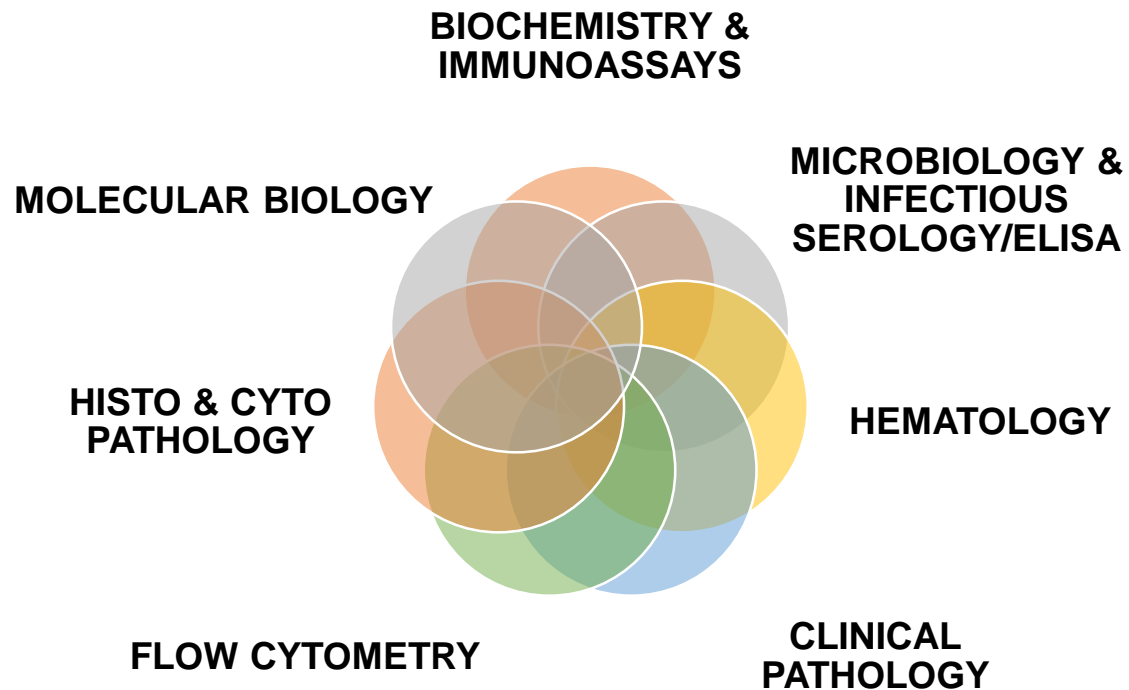 BIOCHEMISTRY &
IMMUNOASSAYS
MICROBIOLOGY &
INFECTIOUS
SEROLOGY/ELISA
MOLECULAR BIOLOGY
HISTO & CYTO
PATHOLOGY
HEMATOLOGY
FLOW CYTOMETRY
CLINICAL
PATHOLOGY